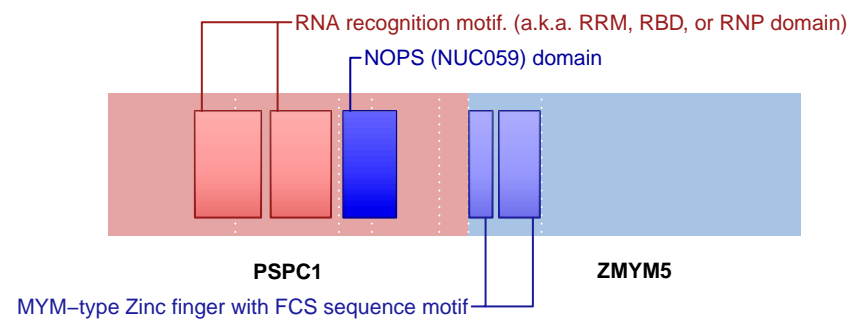 RNA recognition motif. (a.k.a. RRM, RBD, or RNP domain)
NOPS (NUC059) domain
PSPC1
ZMYM5
MYM−type Zinc finger with FCS sequence motif